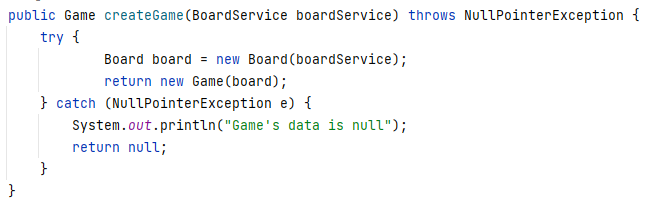 public Game createGame(BoardService boardService) throws NullPointerException {
    try {
            Board board = new Board(boardService);
            return new Game(board);
    } catch (NullPointerException e) {
        System.out.println("Game's data is null");
        return null;
    }
}